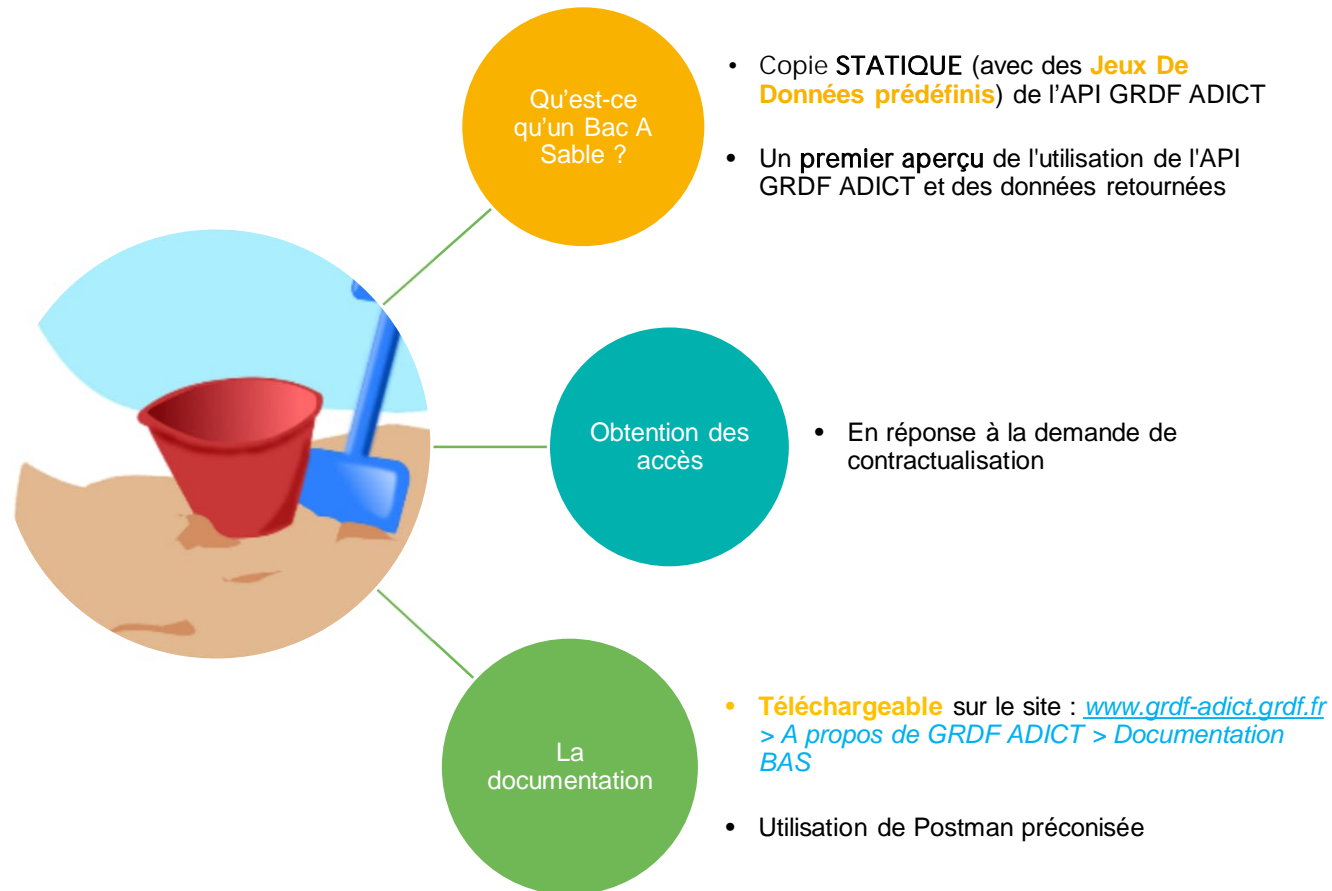 Qu’est-ce
qu’un Bac A
Sable ?
• Copie STATIQUE (avec des Jeux De
Données prédéfinis) de l’API GRDF ADICT
• Un premier aperçu de l'utilisation de l'API
GRDF ADICT et des données retournées
Obtention des
accès
• En réponse à la demande de
contractualisation
La
documentation
• Téléchargeable sur le site : www.grdf-adict.grdf.fr
> A propos de GRDF ADICT > Documentation
BAS
• Utilisation de Postman préconisée